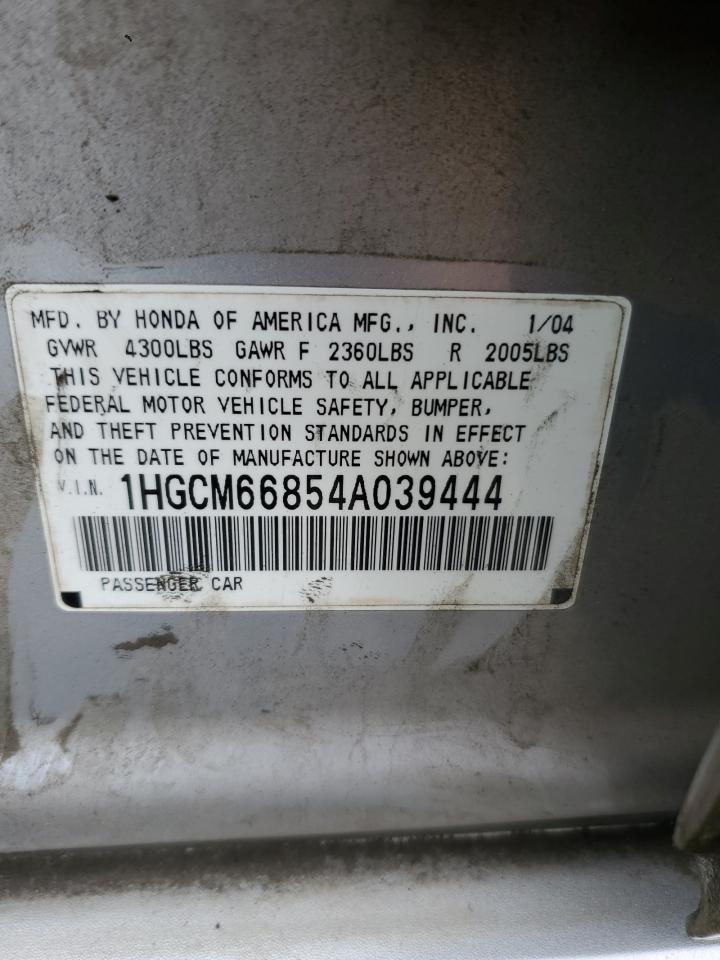 MFD. BY HONDA OF AMERICA MFG., INC. 1/04
GVWR 4300LBS GAWR F 2360LBS R 2005LBS
THIS VEHICLE CONFORMS TO ALL APPLICABLE
FEDERAL MOTOR VEHICLE SAFETY, BUMPER,
AND THEFT PREVENTION STANDARDS IN EFFECT
ON THE DATE OF MANUFACTURE SHOWN ABOVE:
V.I.N. 1HGCM66854A039444
PASSENGER CAR